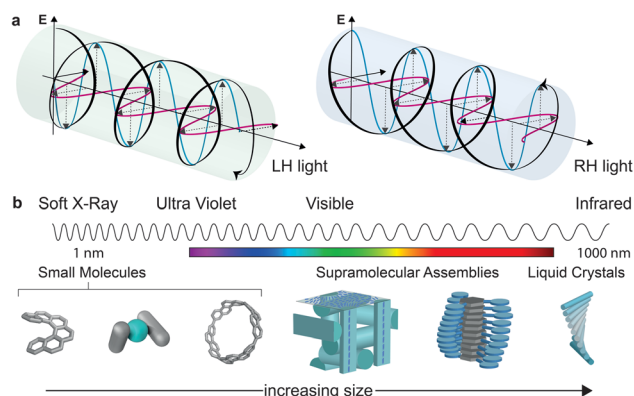 a
E
E
LH light
RH light
b
Soft X-Ray
Ultra Violet
Visible
Infrared
1 nm
1000 nm
Small Molecules
Supramolecular Assemblies
Liquid Crystals
increasing size